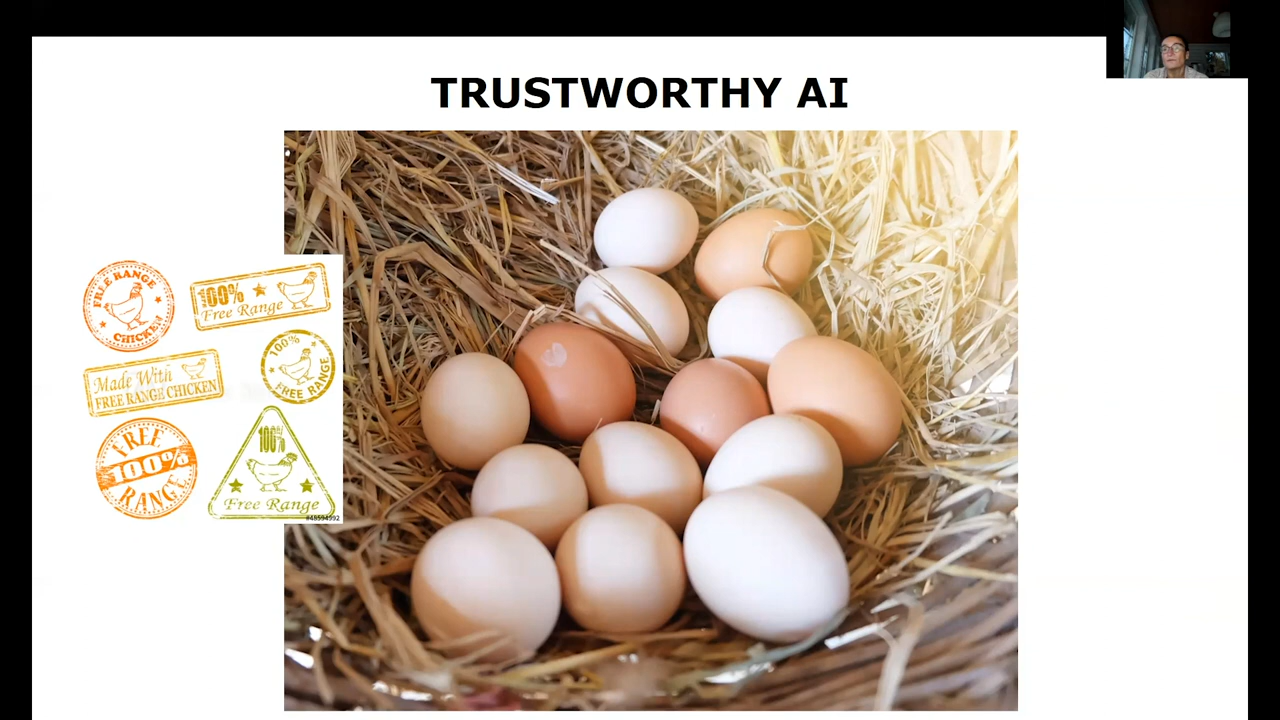 TRUSTWORTHY AI
FREE RANGE
CHICKEN
100%
Free Range
Made With
FREE RANGE CHICKEN
100%
FREE RANGE
FREE
100%
RANGE
100%
Free Range
#48594992